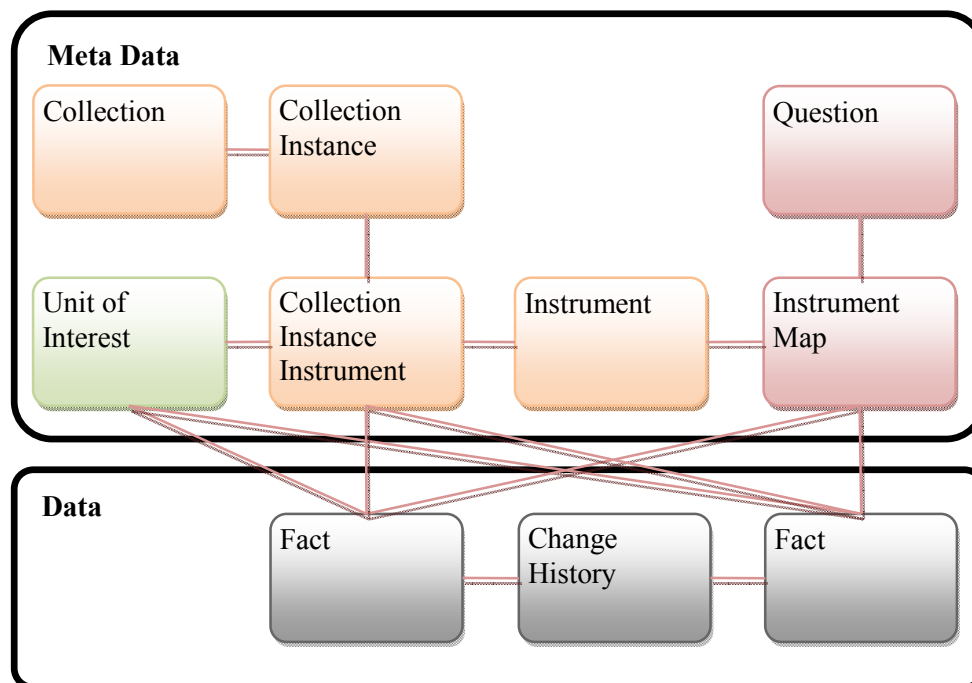 Meta Data
Collection
Collection
Instance
Question
Unit of
Interest
Collection
Instance
Instrument
Instrument
Instrument
Map
Data
Fact
Change
History
Fact